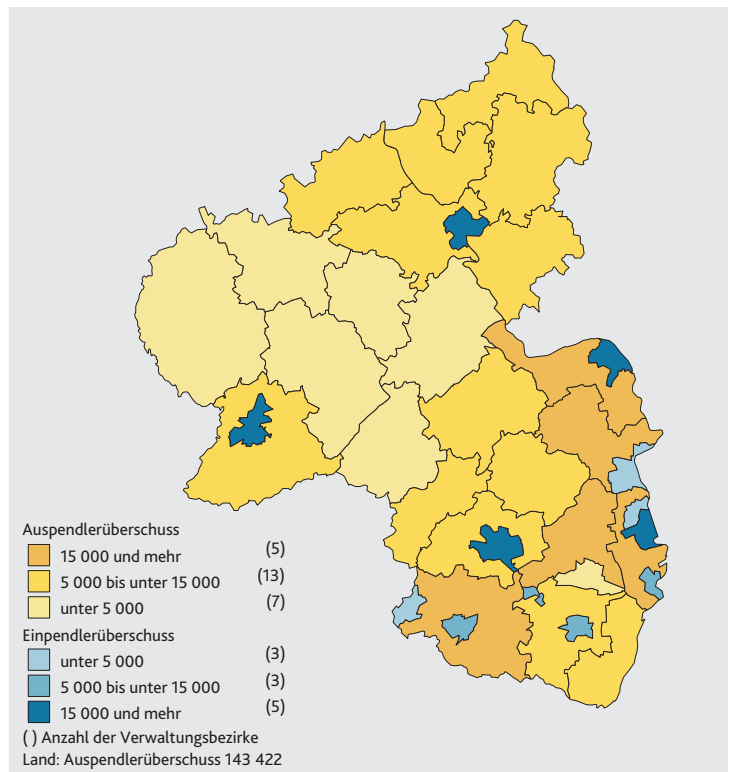 Auspendlerüberschuss
15 000 und mehr (5)
5 000 bis unter 15 000 (13)
unter 5 000 (7)
Einpendlerüberschuss
unter 5 000 (3)
5 000 bis unter 15 000 (3)
15 000 und mehr (5)
( ) Anzahl der Verwaltungsbezirke
Land: Auspendlerüberschuss 143 422